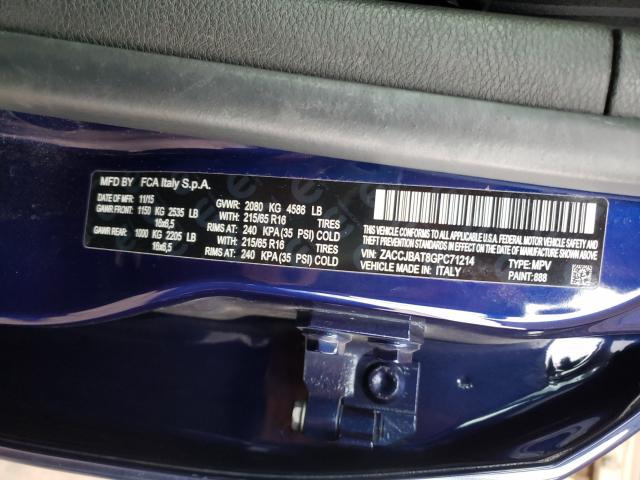 MFD BY FCA Italy S.p.A.
DATE OF MFR: 11/15 GVWR: 2080 KG 4586 LB
GAWR FRONT: 1150 KG 2535 LB WITH: 215/65 R16 TIRES
16x6,5 RIMS AT: 240 KPA(35 PSI) COLD
GAWR REAR: 1000 KG 2205 LB WITH: 215/65 R16 TIRES
16x6,5 RIMS AT: 240 KPA(35 PSI) COLD
THIS VEHICLE CONFORMS TO ALL APPLICABLE U.S.A. FEDERAL MOTOR VEHICLE SAFETY
AND BUMPER STANDARDS IN EFFECT ON THE DATE OF MANUFACTURE SHOWN ABOVE.
VIN: ZACCJBAT8GPC71214 TYPE: MPV
VEHICLE MADE IN: ITALY PAINT: 888